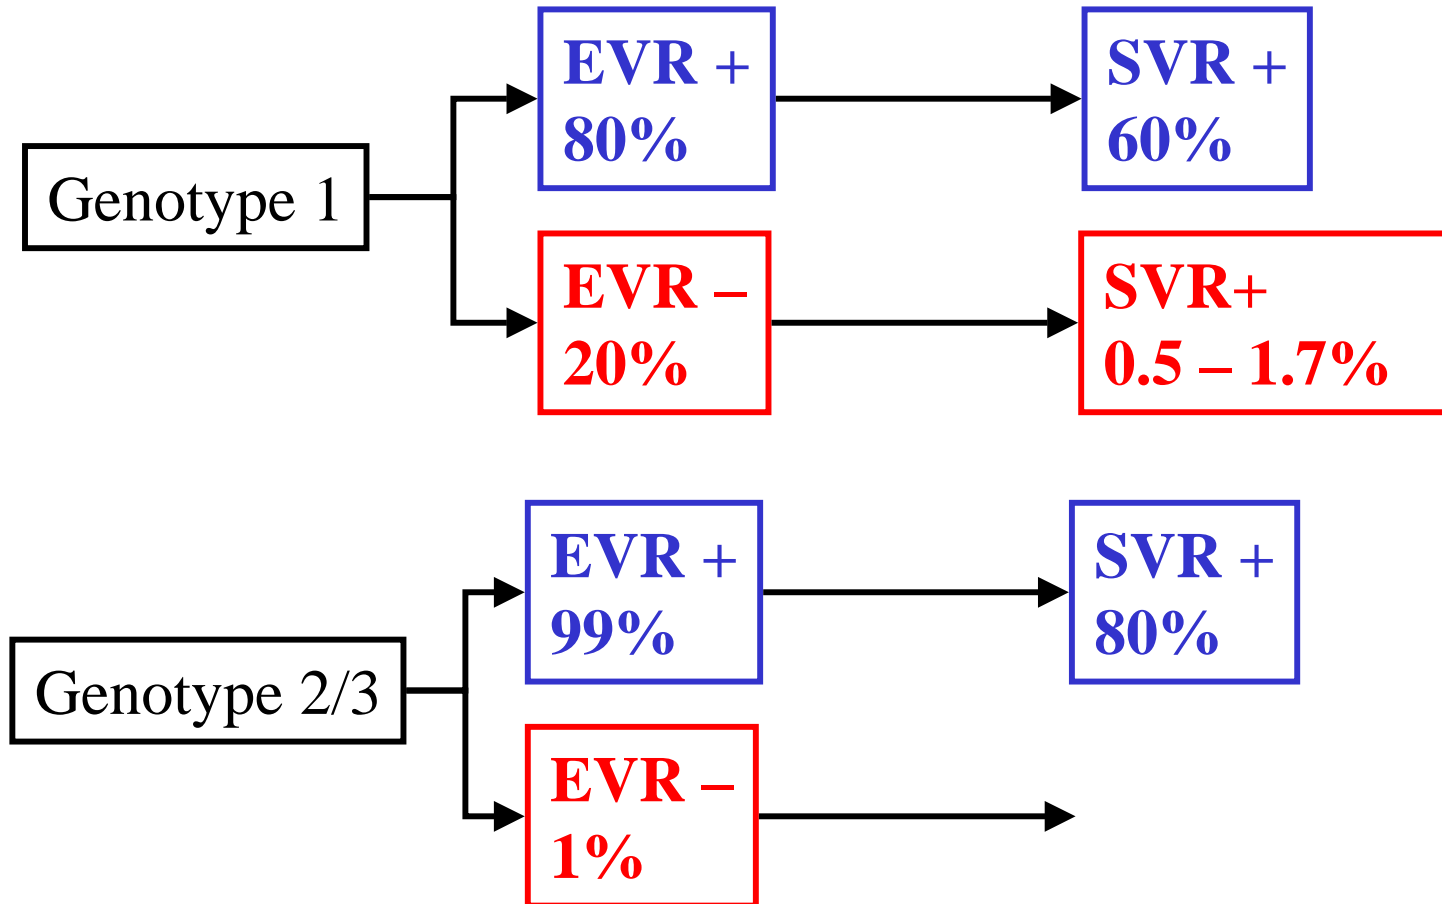 Genotype 1
EVR +
80%
SVR +
60%
EVR –
20%
SVR+
0.5 – 1.7%
Genotype 2/3
EVR +
99%
SVR +
80%
EVR –
1%